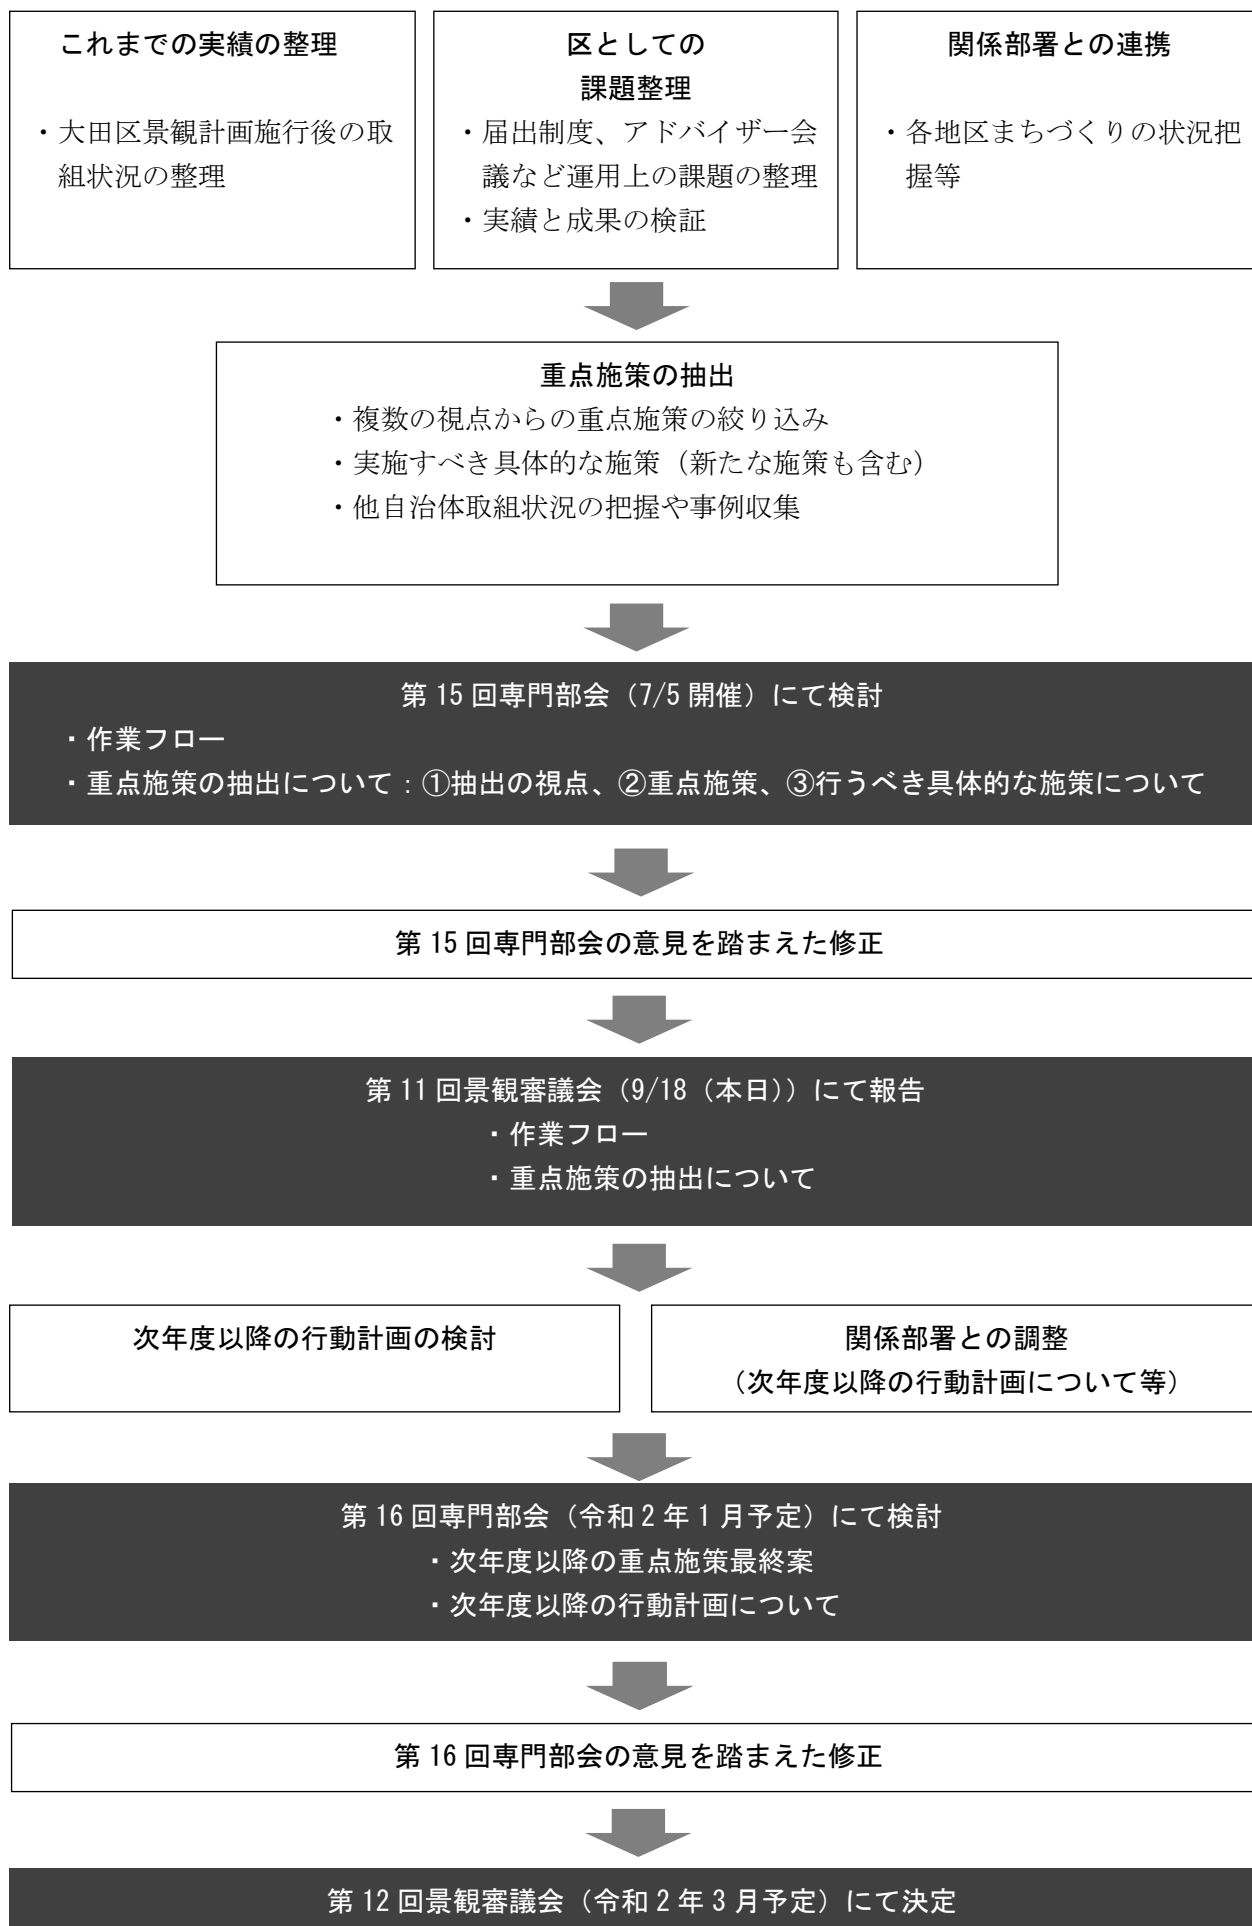 これまでの実績の整理
・大田区景観計画施行後の取
組状況の整理
区としての
課題整理
・届出制度、アドバイザー会
議など運用上の課題の整理
・実績と成果の検証
関係部署との連携
・各地区まちづくりの状況把
握等
重点施策の抽出
・複数の視点からの重点施策の絞り込み
・実施すべき具体的な施策（新たな施策も含む）
・他自治体取組状況の把握や事例収集
第 15 回専門部会（7/5 開催）にて検討
・作業フロー
・重点施策の抽出について：①抽出の視点、②重点施策、③行うべき具体的な施策について
第 15 回専門部会の意見を踏まえた修正
第 11 回景観審議会（9/18（本日））にて報告
・作業フロー
・重点施策の抽出について
次年度以降の行動計画の検討
関係部署との調整
（次年度以降の行動計画について等）
第 16 回専門部会（令和 2 年 1 月予定）にて検討
・次年度以降の重点施策最終案
・次年度以降の行動計画について
第 16 回専門部会の意見を踏まえた修正
第 12 回景観審議会（令和 2 年 3 月予定）にて決定